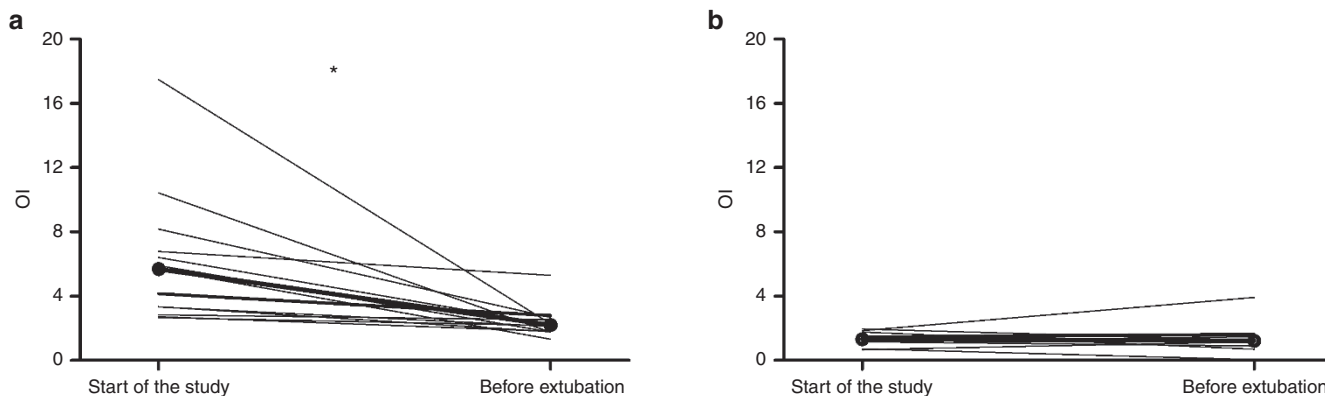 a
20
16
12
8
4
0
OI
*
Start of the study
Before extubation
b
20
16
12
8
4
0
OI
Start of the study
Before extubation